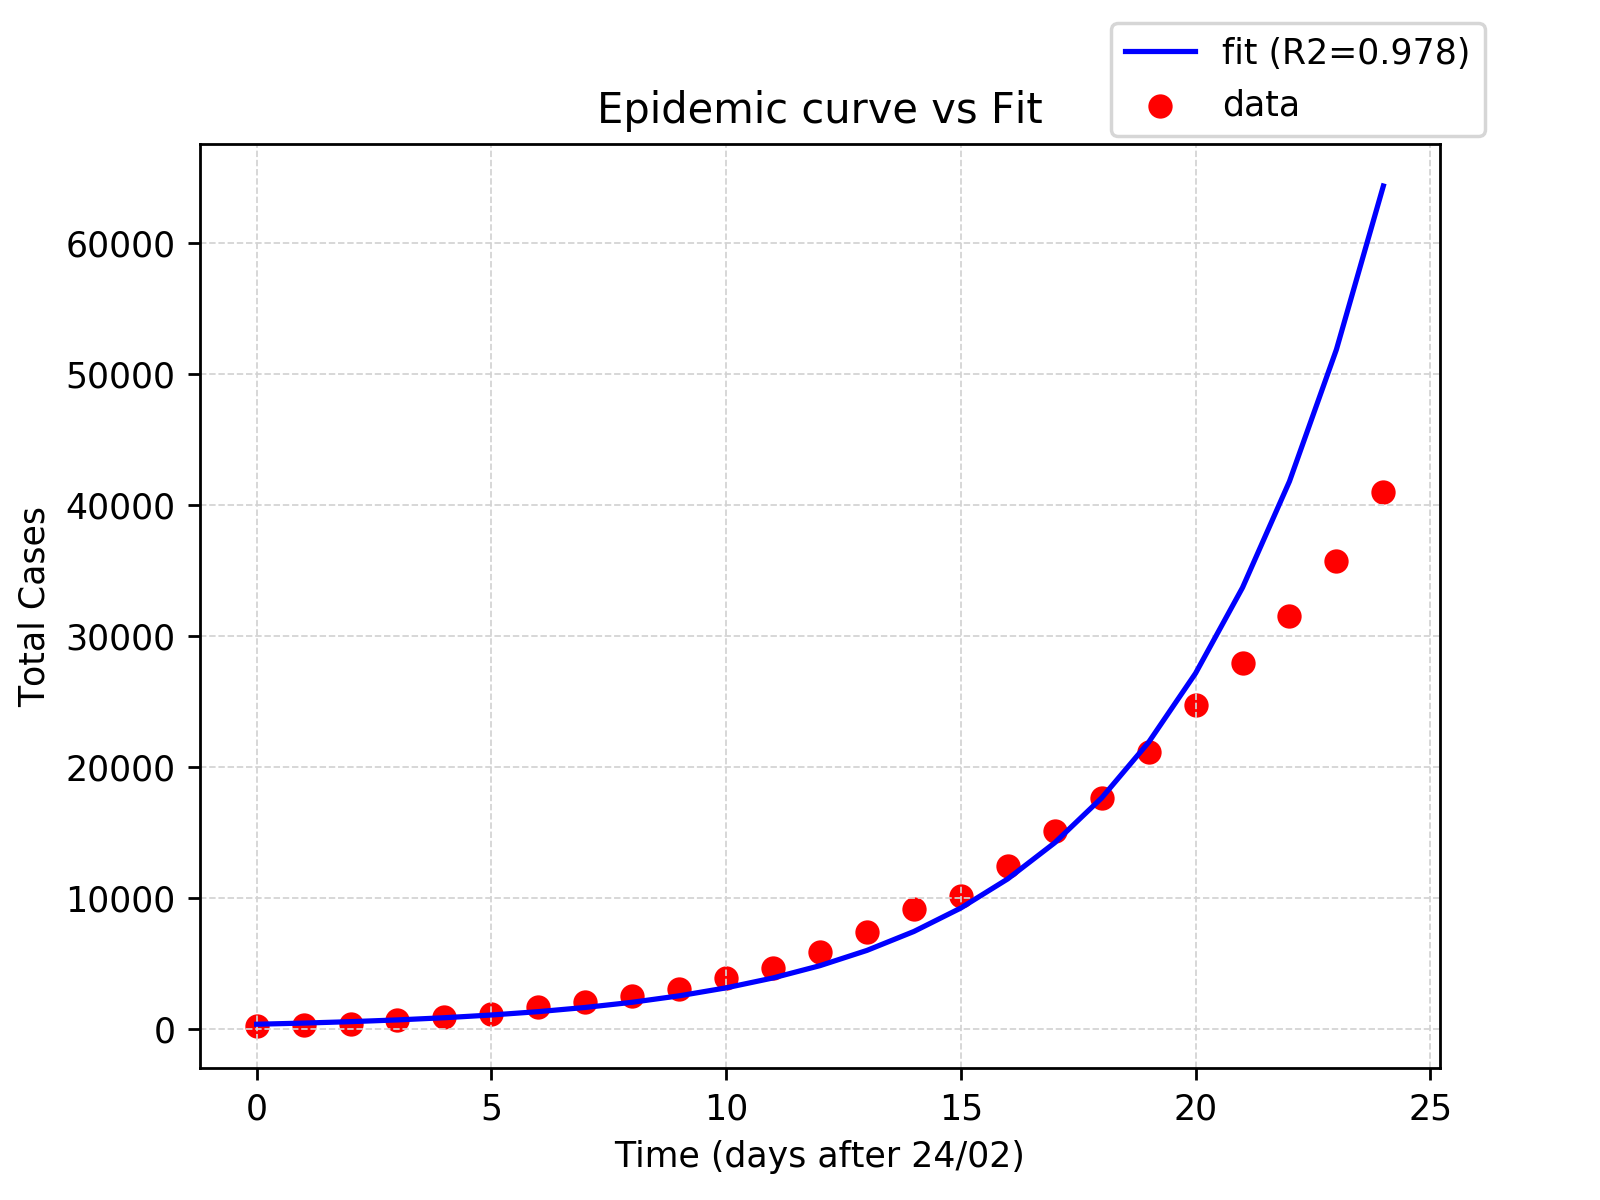 fit (R2=0.978)
data
Epidemic curve vs Fit
60000
50000
40000
30000
20000
10000
0
Total Cases
0 5 10 15 20 25
Time (days after 24/02)